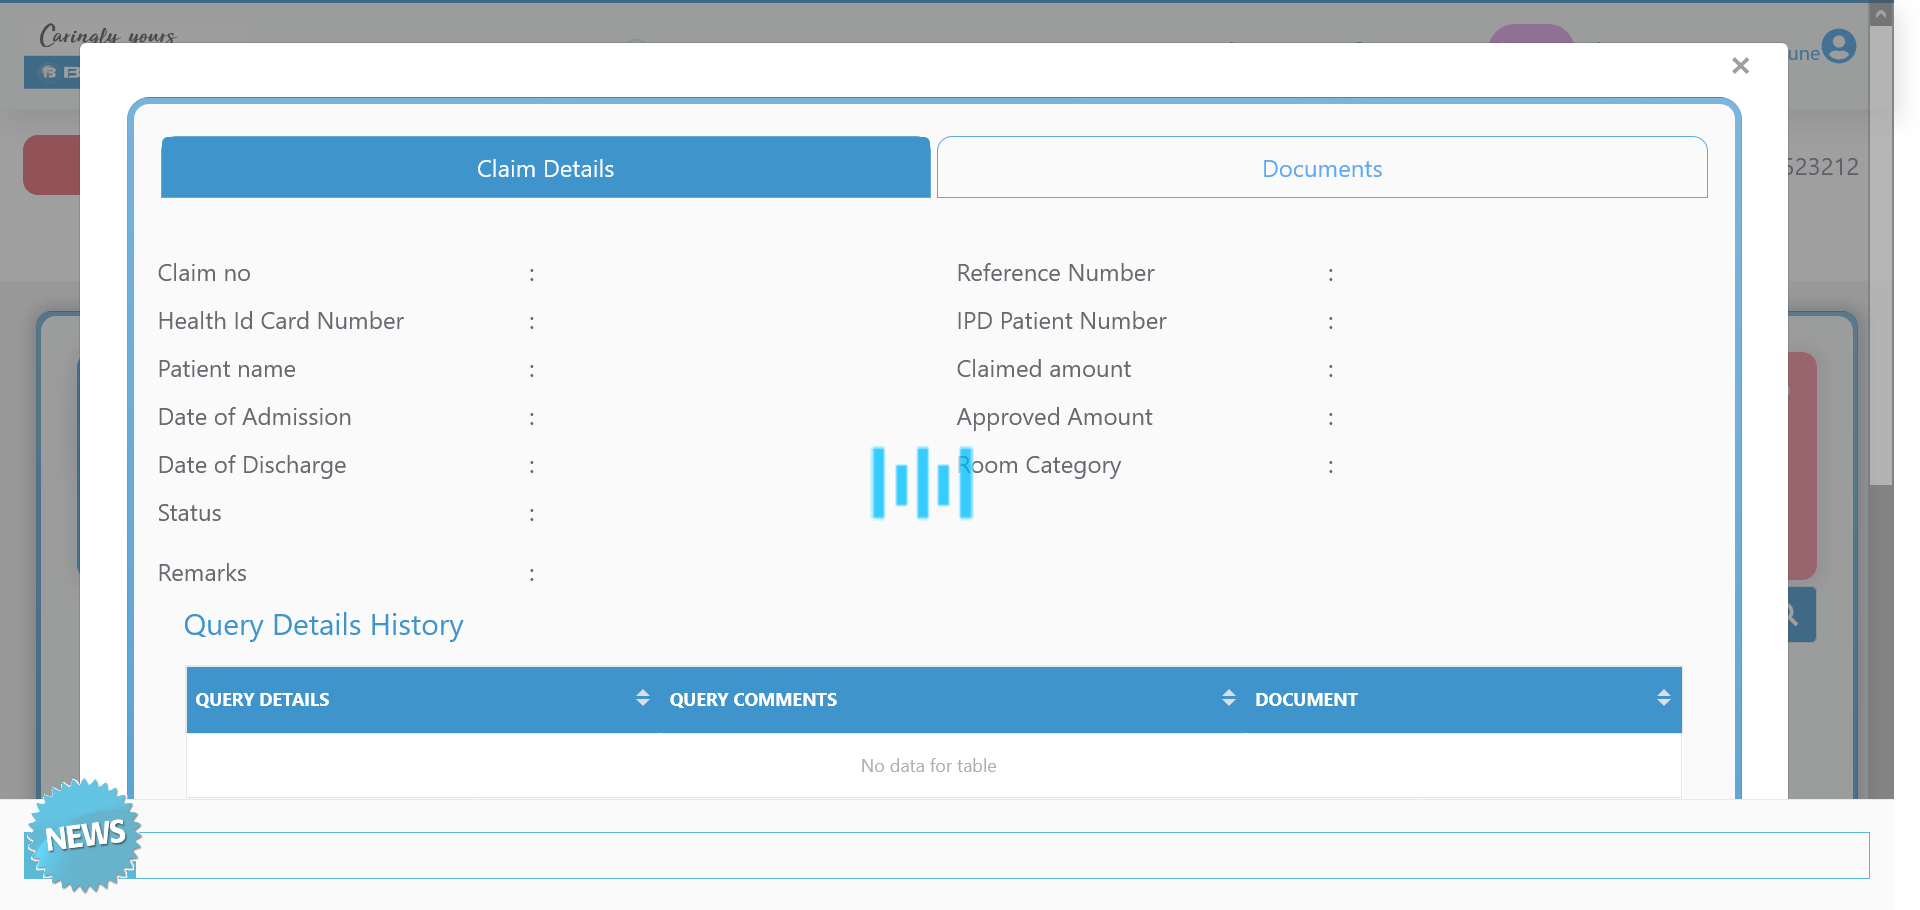 Caringly yours
B
une
523212
Claim Details
Documents
Claim no :
Reference Number :
Health Id Card Number :
IPD Patient Number :
Patient name :
Claimed amount :
Date of Admission :
Approved Amount :
Date of Discharge :
Room Category :
Status :
Remarks :
Query Details History
QUERY DETAILS
QUERY COMMENTS
DOCUMENT
No data for table
NEWS